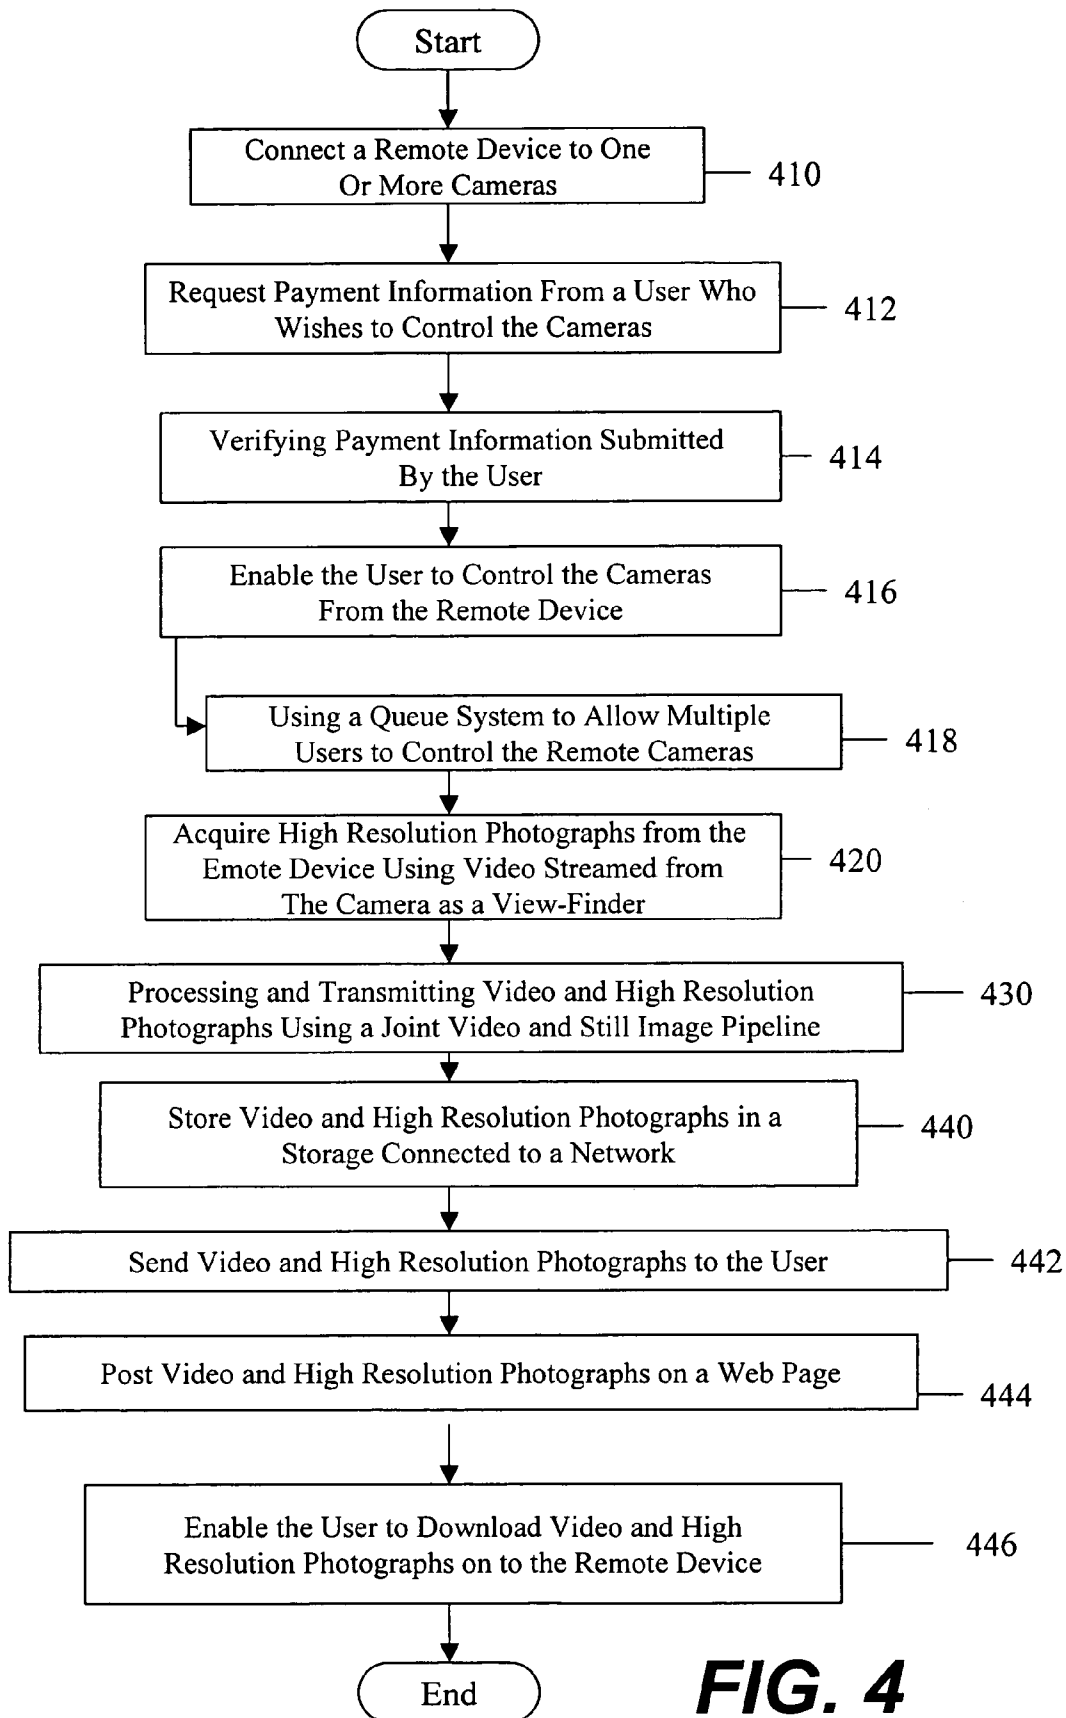 Start
Connect a Remote Device to One
Or More Cameras
410
Request Payment Information From a User Who
Wishes to Control the Cameras
412
Verifying Payment Information Submitted
By the User
414
Enable the User to Control the Cameras
From the Remote Device
416
Using a Queue System to Allow Multiple
Users to Control the Remote Cameras
418
Acquire High Resolution Photographs from the
Emote Device Using Video Streamed from
The Camera as a View-Finder
420
Processing and Transmitting Video and High Resolution
Photographs Using a Joint Video and Still Image Pipeline
430
Store Video and High Resolution Photographs in a
Storage Connected to a Network
440
Send Video and High Resolution Photographs to the User
442
Post Video and High Resolution Photographs on a Web Page
444
Enable the User to Download Video and High
Resolution Photographs on to the Remote Device
446
End
FIG. 4